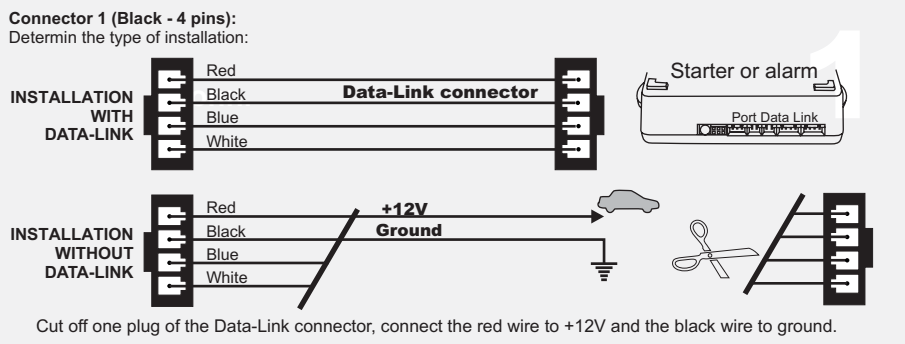 Connector 1 (Black - 4 pins):
Determin the type of installation:
1
INSTALLATION
WITH
DATA-LINK
Red
Black
Blue
White
Data-Link connector
Starter or alarm
Port Data Link
INSTALLATION
WITHOUT
DATA-LINK
Red
Black
Blue
White
+12V
Ground
Cut off one plug of the Data-Link connector, connect the red wire to +12V and the black wire to ground.